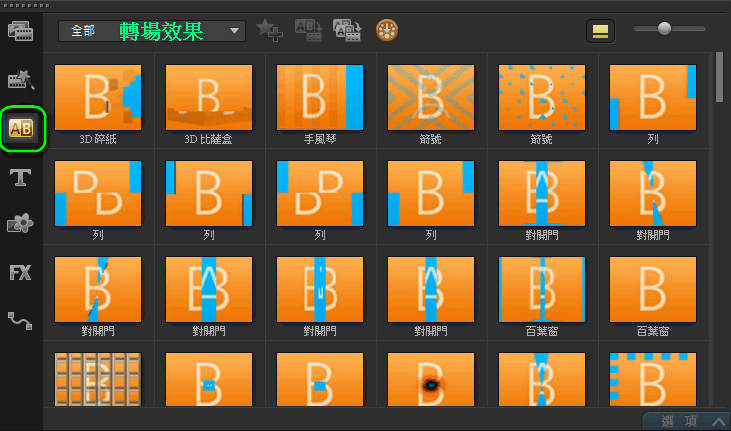 全部 轉場效果
AB
3D 碎紙 3D 比薩盒 手風琴 箭號 箭號 列
列 列 列 列 對開門 對開門
對開門 對開門 對開門 對開門 百葉窗 百葉窗
T
FX
選項